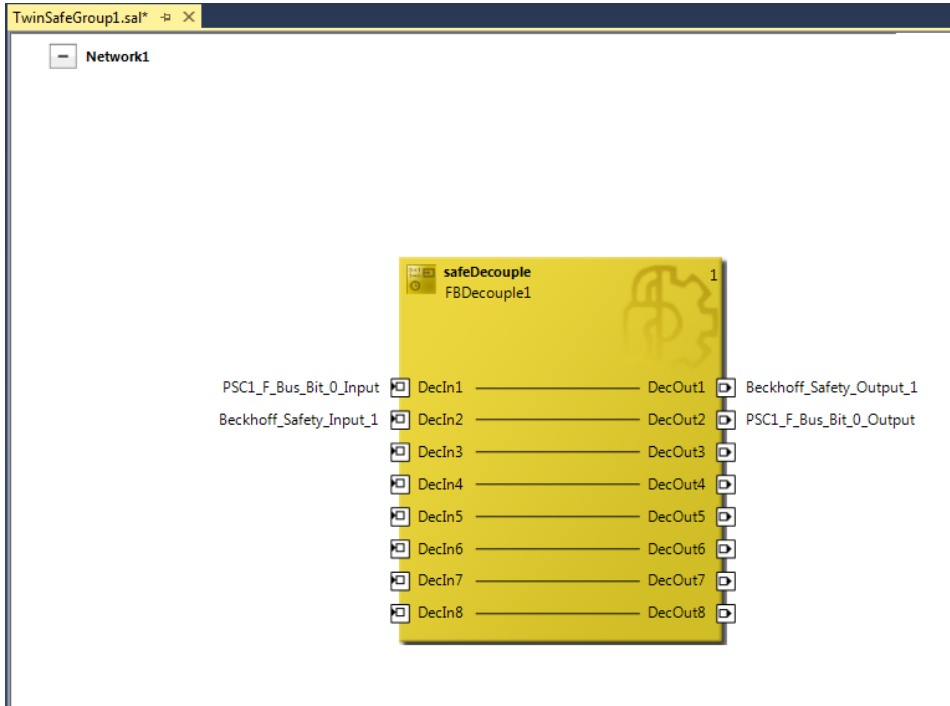 TwinSafeGroup1.sal*
Network1
safeDecouple 1
FBDecouple1
PSC1_F_Bus_Bit_0_Input DecIn1 DecOut1 Beckhoff_Safety_Output_1
Beckhoff_Safety_Input_1 DecIn2 DecOut2 PSC1_F_Bus_Bit_0_Output
DecIn3 DecOut3
DecIn4 DecOut4
DecIn5 DecOut5
DecIn6 DecOut6
DecIn7 DecOut7
DecIn8 DecOut8